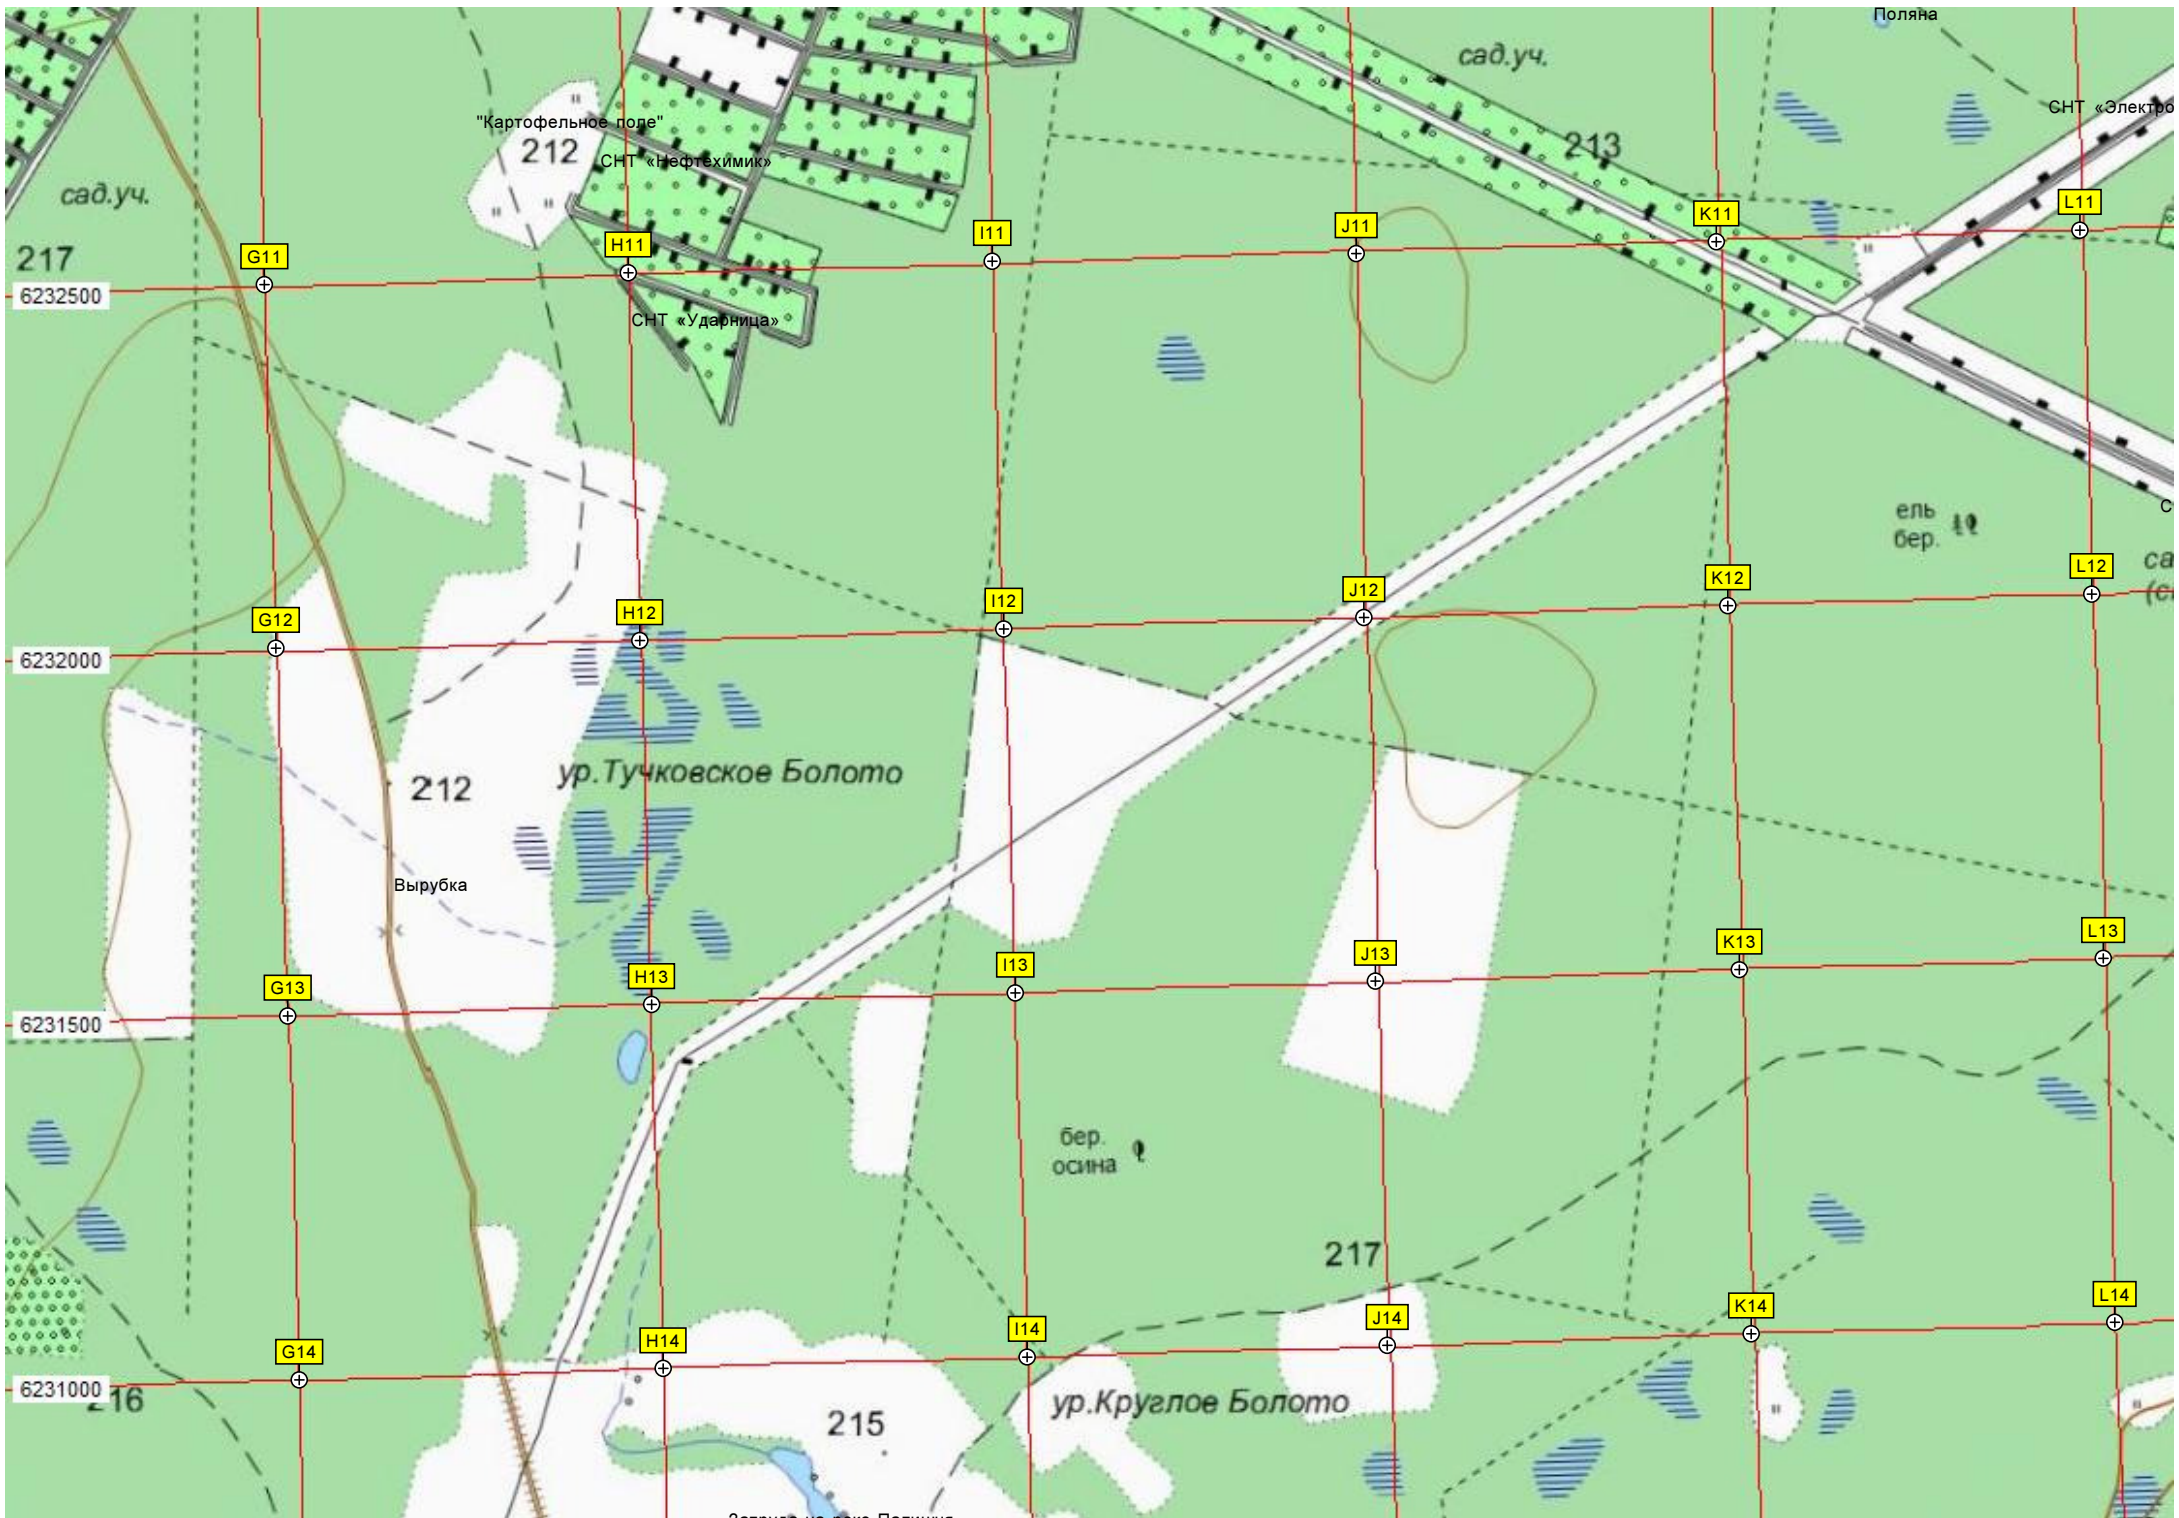 Поляна
сад.уч.
СНТ «Электро
"Картофельное поле"
212
213
СНТ «Нефтехимик»
сад.уч.
L11
K11
J11
I11
H11
G11
217
6232500
СНТ «Ударница»
ель
бер.
С
са
L12
K12
J12
I12
H12
G12
6232000
ур.Тучковское Болото
212
Вырубка
L13
K13
J13
I13
H13
G13
6231500
бер.
осина
217
L14
K14
J14
I14
H14
G14
6231000
216
ур.Круглое Болото
215